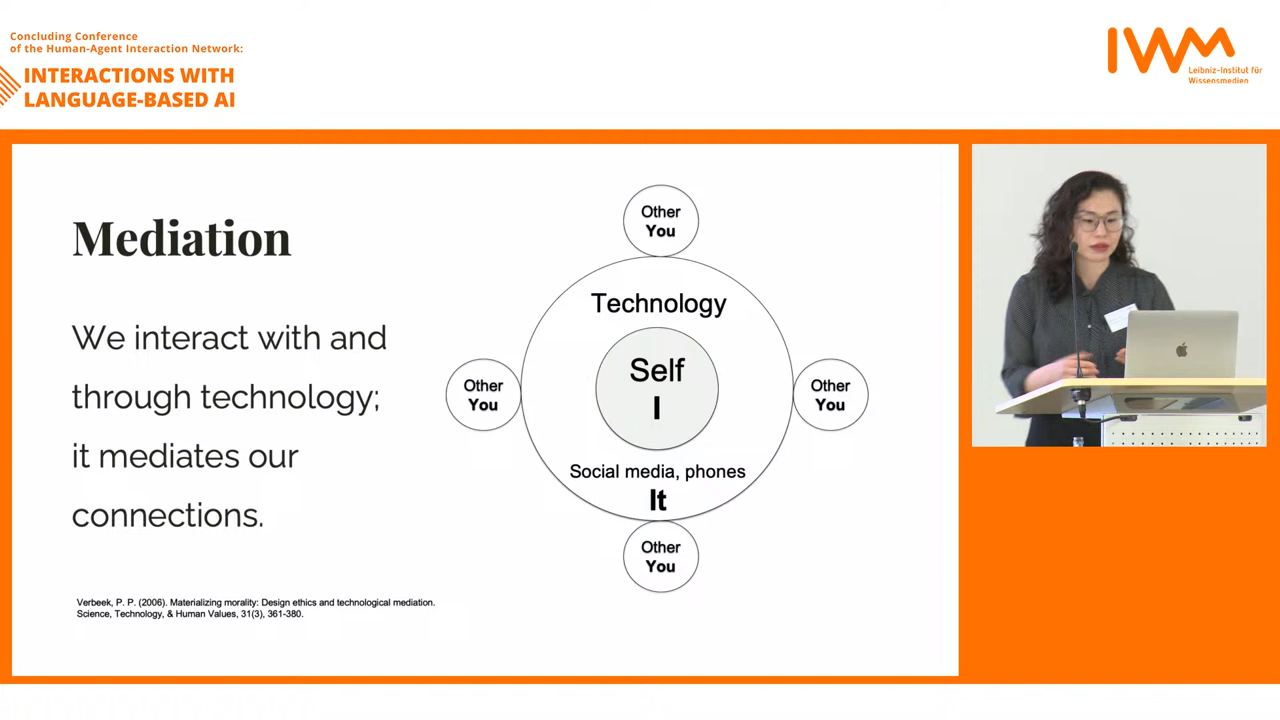 Concluding Conference
of the Human-Agent Interaction Network:
INTERACTIONS WITH
LANGUAGE-BASED AI
IWM
Leibniz-Institut für
Wissensmedien
Mediation
We interact with and
through technology;
it mediates our
connections.
Verbeek, P. P. (2006). Materializing morality: Design ethics and technological mediation.
Science, Technology, & Human Values, 31(3), 361-380.
Other
You
Technology
Self
I
Other
You
Other
You
Social media, phones
It
Other
You